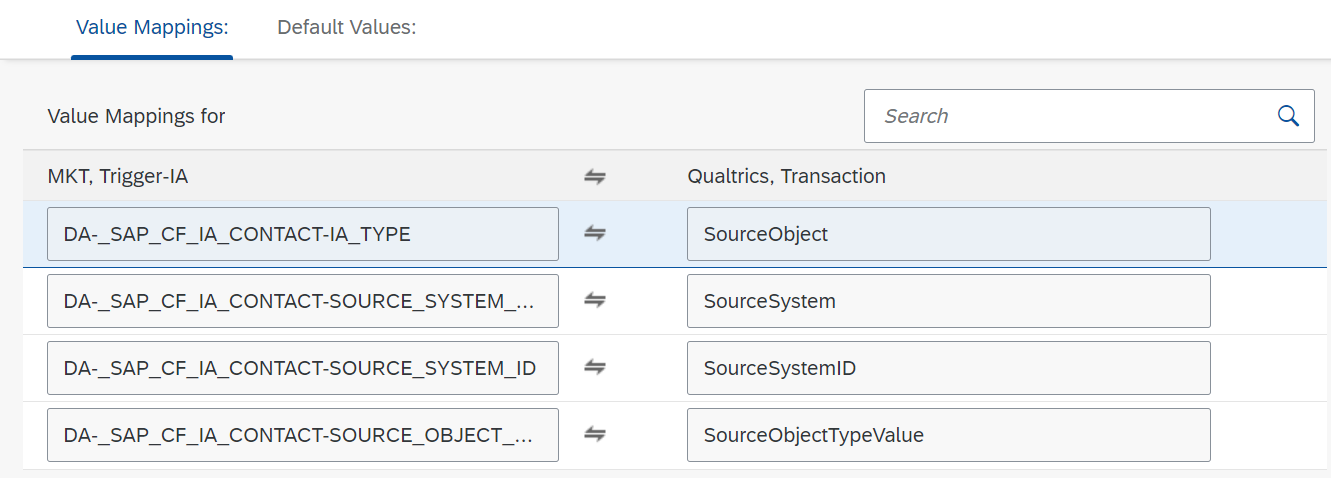 Value Mappings: Default Values:
Value Mappings for Search
MKT, Trigger-IA Qualtrics, Transaction
DA-_SAP_CF_IA_CONTACT-IA_TYPE SourceObject
DA-_SAP_CF_IA_CONTACT-SOURCE_SYSTEM_... SourceSystem
DA-_SAP_CF_IA_CONTACT-SOURCE_SYSTEM_ID SourceSystemID
DA-_SAP_CF_IA_CONTACT-SOURCE_OBJECT_... SourceObjectTypeValue